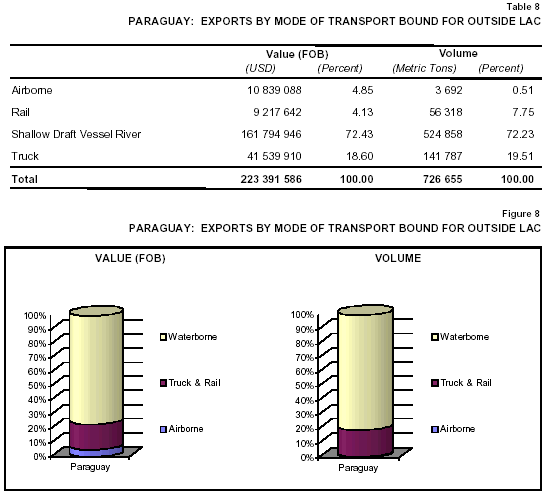 Table 8
PARAGUAY: EXPORTS BY MODE OF TRANSPORT BOUND FOR OUTSIDE LAC
Value (FOB) Volume
(USD) (Percent) (Metric Tons) (Percent)
Airborne 10 839 088 4.85 3 692 0.51
Rail 9 217 642 4.13 56 318 7.75
Shallow Draft Vessel River 161 794 946 72.43 524 858 72.23
Truck 41 539 910 18.60 141 787 19.51
Total 223 391 586 100.00 726 655 100.00
Figure 8
PARAGUAY: EXPORTS BY MODE OF TRANSPORT BOUND FOR OUTSIDE LAC
VALUE (FOB)
100%
90%
80%
70%
60%
50%
40%
30%
20%
10%
0%
Paraguay
Waterborne
Truck & Rail
Airborne
VOLUME
100%
90%
80%
70%
60%
50%
40%
30%
20%
10%
0%
Paraguay
Waterborne
Truck & Rail
Airborne